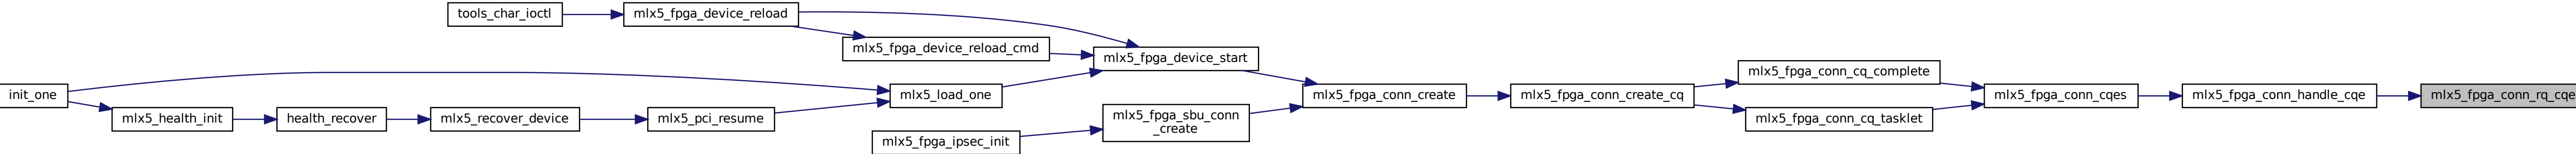 tools_char_ioctl
mlx5_fpga_device_reload
mlx5_fpga_device_reload_cmd
mlx5_fpga_device_start
init_one
mlx5_health_init
health_recover
mlx5_recover_device
mlx5_pci_resume
mlx5_load_one
mlx5_fpga_ipsec_init
mlx5_fpga_sbu_conn
_create
mlx5_fpga_conn_create
mlx5_fpga_conn_create_cq
mlx5_fpga_conn_cq_complete
mlx5_fpga_conn_cq_tasklet
mlx5_fpga_conn_cqes
mlx5_fpga_conn_handle_cqe
mlx5_fpga_conn_rq_cqe